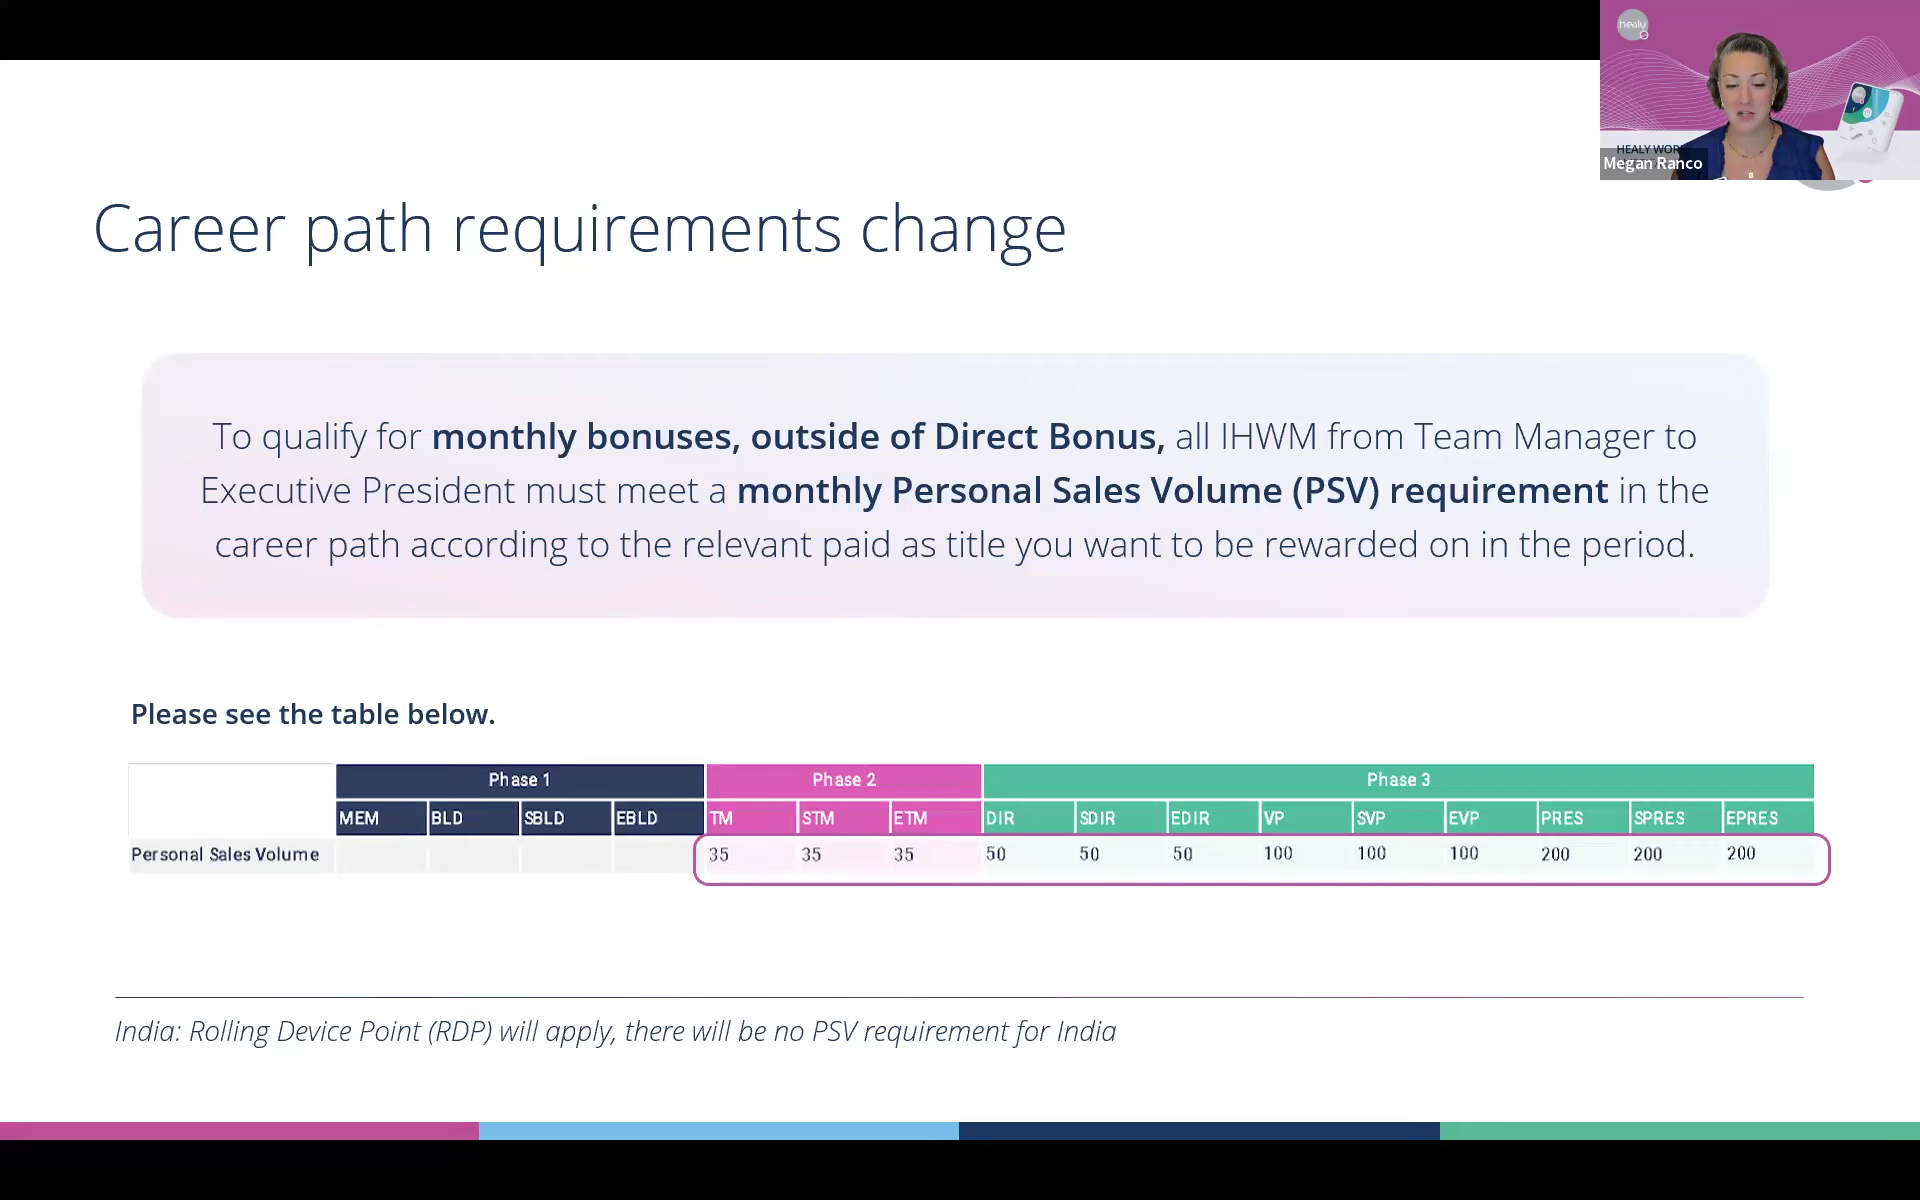 healy
HEALY WOR
Megan Ranco
Career path requirements change
To qualify for monthly bonuses, outside of Direct Bonus, all IHWM from Team Manager to
Executive President must meet a monthly Personal Sales Volume (PSV) requirement in the
career path according to the relevant paid as title you want to be rewarded on in the period.
Please see the table below.
Phase 1 Phase 2 Phase 3
MEM BLD SBLD EBLD TM STM ETM DIR SDIR EDIR VP SVP EVP PRES SPRES EPRES
Personal Sales Volume 35 35 35 50 50 50 100 100 100 200 200 200
India: Rolling Device Point (RDP) will apply, there will be no PSV requirement for India